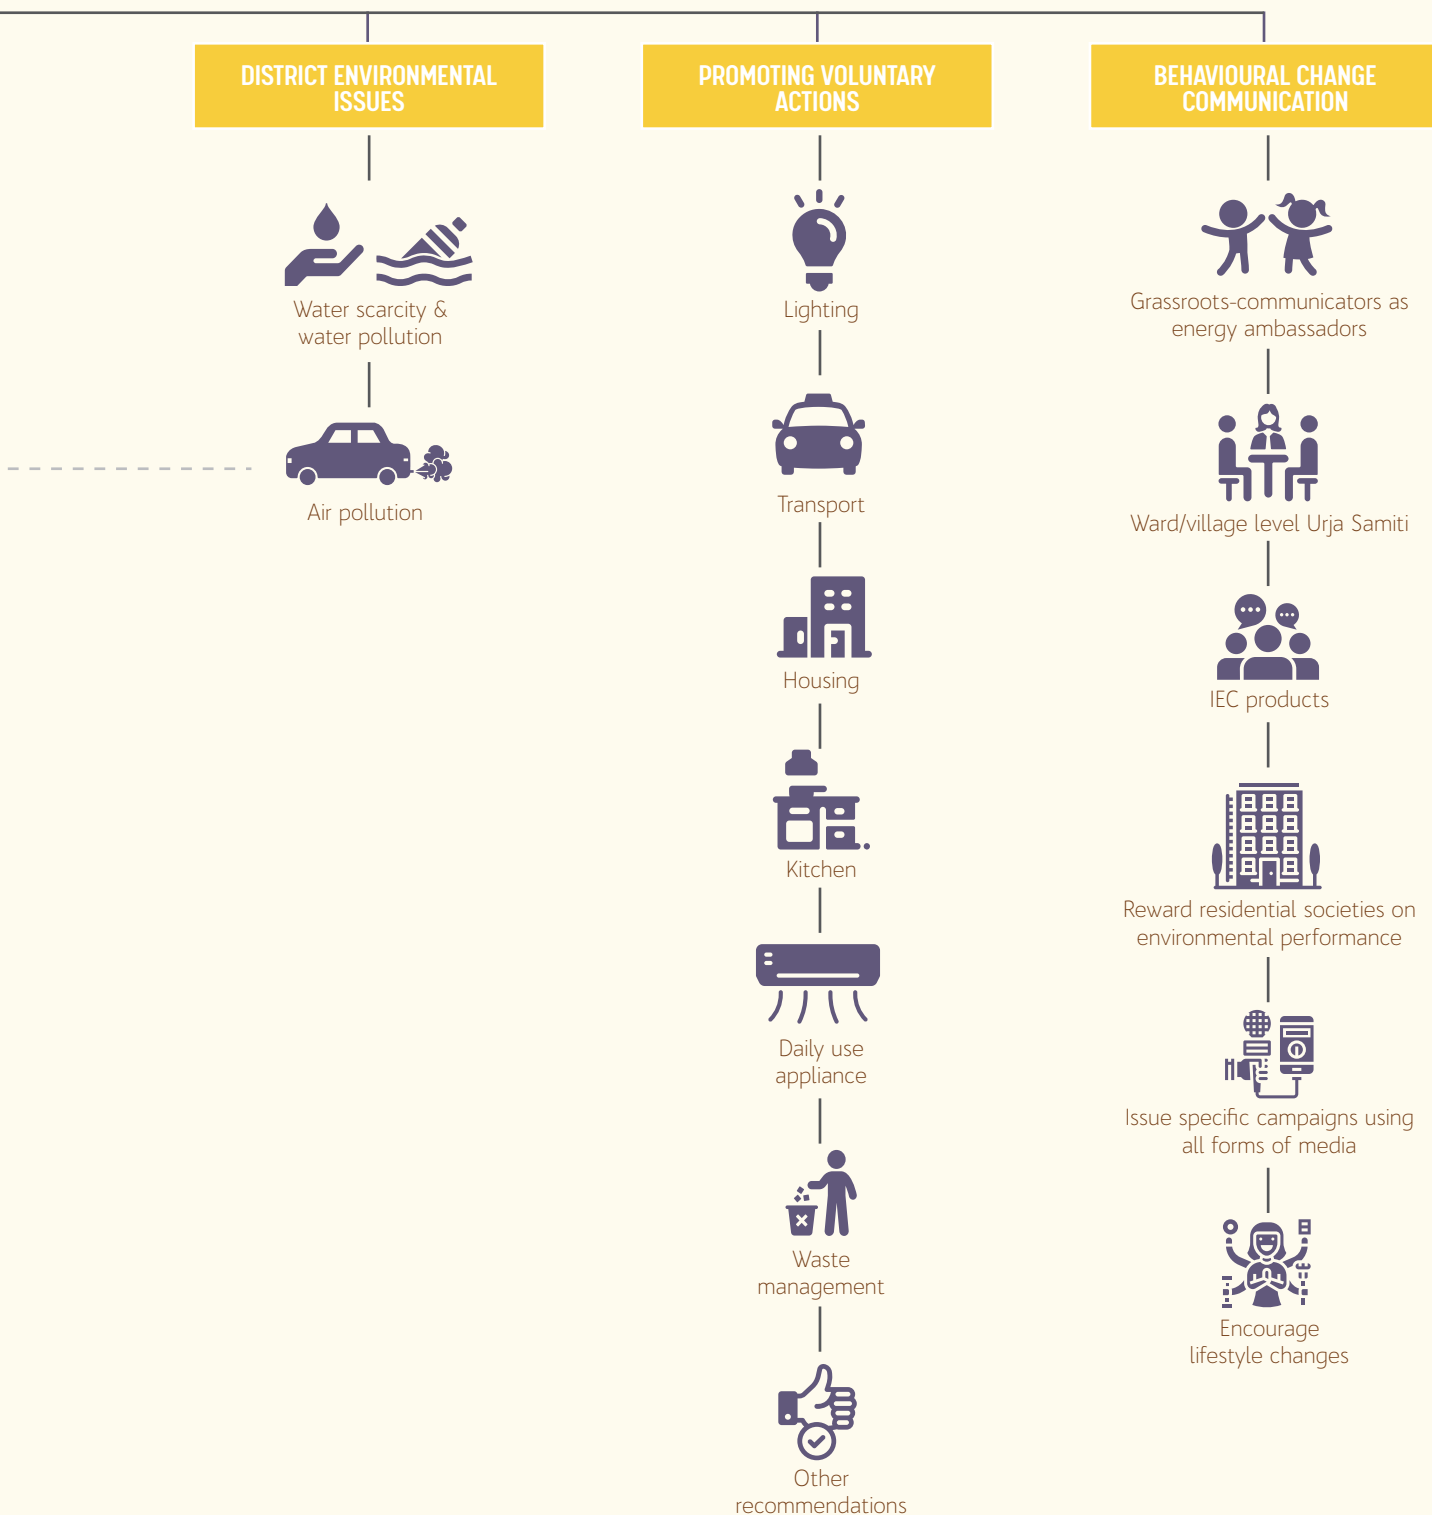 DISTRICT ENVIRONMENTAL
ISSUES
Water scarcity &
water pollution
Air pollution
PROMOTING VOLUNTARY
ACTIONS
Lighting
Transport
Housing
Kitchen
Daily use
appliance
Waste
management
Other
recommendations
BEHAVIOURAL CHANGE
COMMUNICATION
Grassroots-communicators as
energy ambassadors
Ward/village level Urja Samiti
IEC products
Reward residential societies on
environmental performance
Issue specific campaigns using
all forms of media
Encourage
lifestyle changes